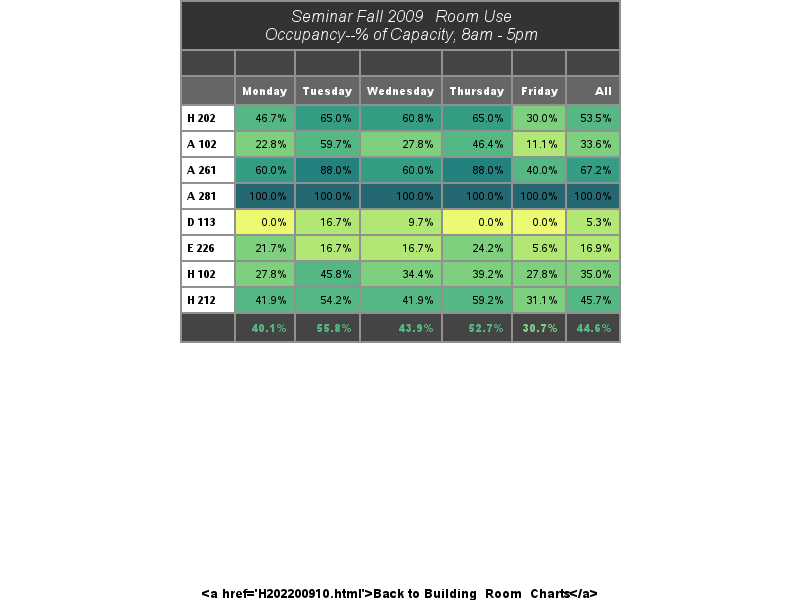 Seminar Fall 2009 Room Use
Occupancy--% of Capacity, 8am - 5pm
Monday Tuesday Wednesday Thursday Friday All
H 202 46.7% 65.0% 60.8% 65.0% 30.0% 53.5%
A 102 22.8% 59.7% 27.8% 46.4% 11.1% 33.6%
A 261 60.0% 88.0% 60.0% 88.0% 40.0% 67.2%
A 281 100.0% 100.0% 100.0% 100.0% 100.0% 100.0%
D 113 0.0% 16.7% 9.7% 0.0% 0.0% 5.3%
E 226 21.7% 16.7% 16.7% 24.2% 5.6% 16.9%
H 102 27.8% 45.8% 34.4% 39.2% 27.8% 35.0%
H 212 41.9% 54.2% 41.9% 59.2% 31.1% 45.7%
40.1% 55.8% 43.9% 52.7% 30.7% 44.6%
<a href='H202200910.html'>Back to Building_Room_Charts</a>